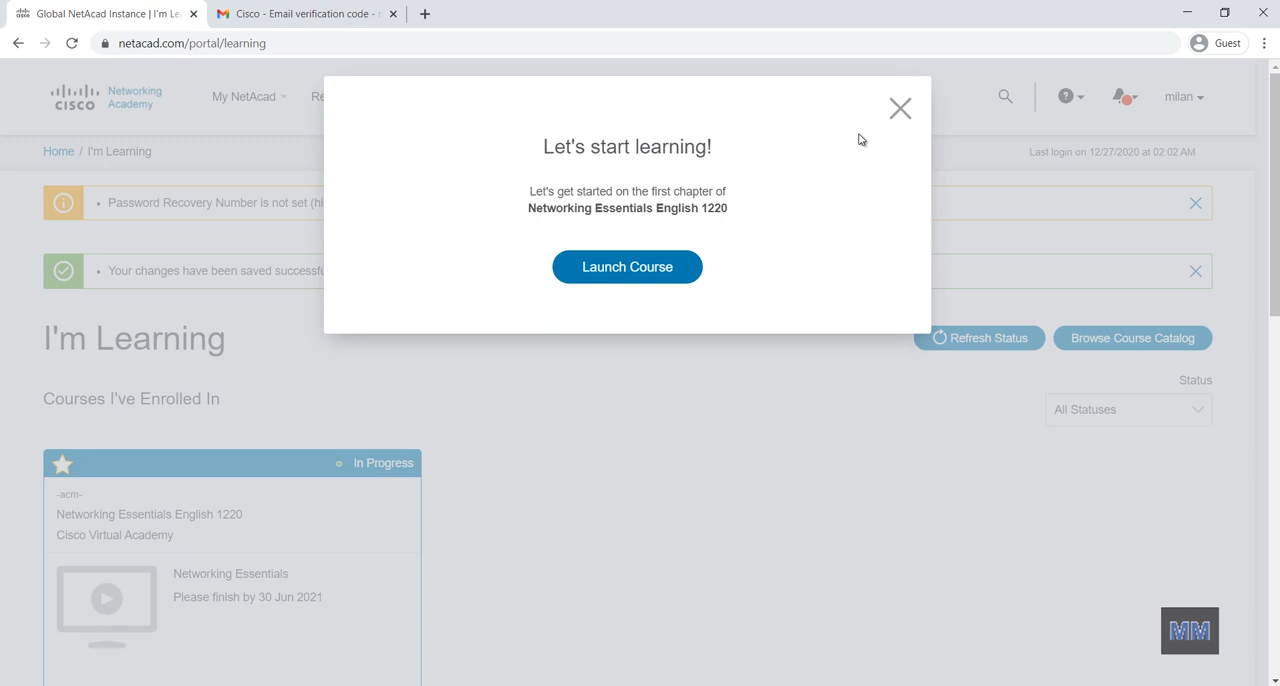 Global NetAcad Instance | I'm Le
Cisco - Email verification code -
netacad.com/portal/learning
Guest
CISCO
Networking
Academy
My NetAcad
Re
milan
Home / I'm Learning
Last login on 12/27/2020 at 02:02 AM
Let's start learning!
Let's get started on the first chapter of
Networking Essentials English 1220
Launch Course
Password Recovery Number is not set (hi
Your changes have been saved successfu
I'm Learning
Refresh Status
Browse Course Catalog
Status
Courses I've Enrolled In
All Statuses
In Progress
-acm-
Networking Essentials English 1220
Cisco Virtual Academy
Networking Essentials
Please finish by 30 Jun 2021
MM